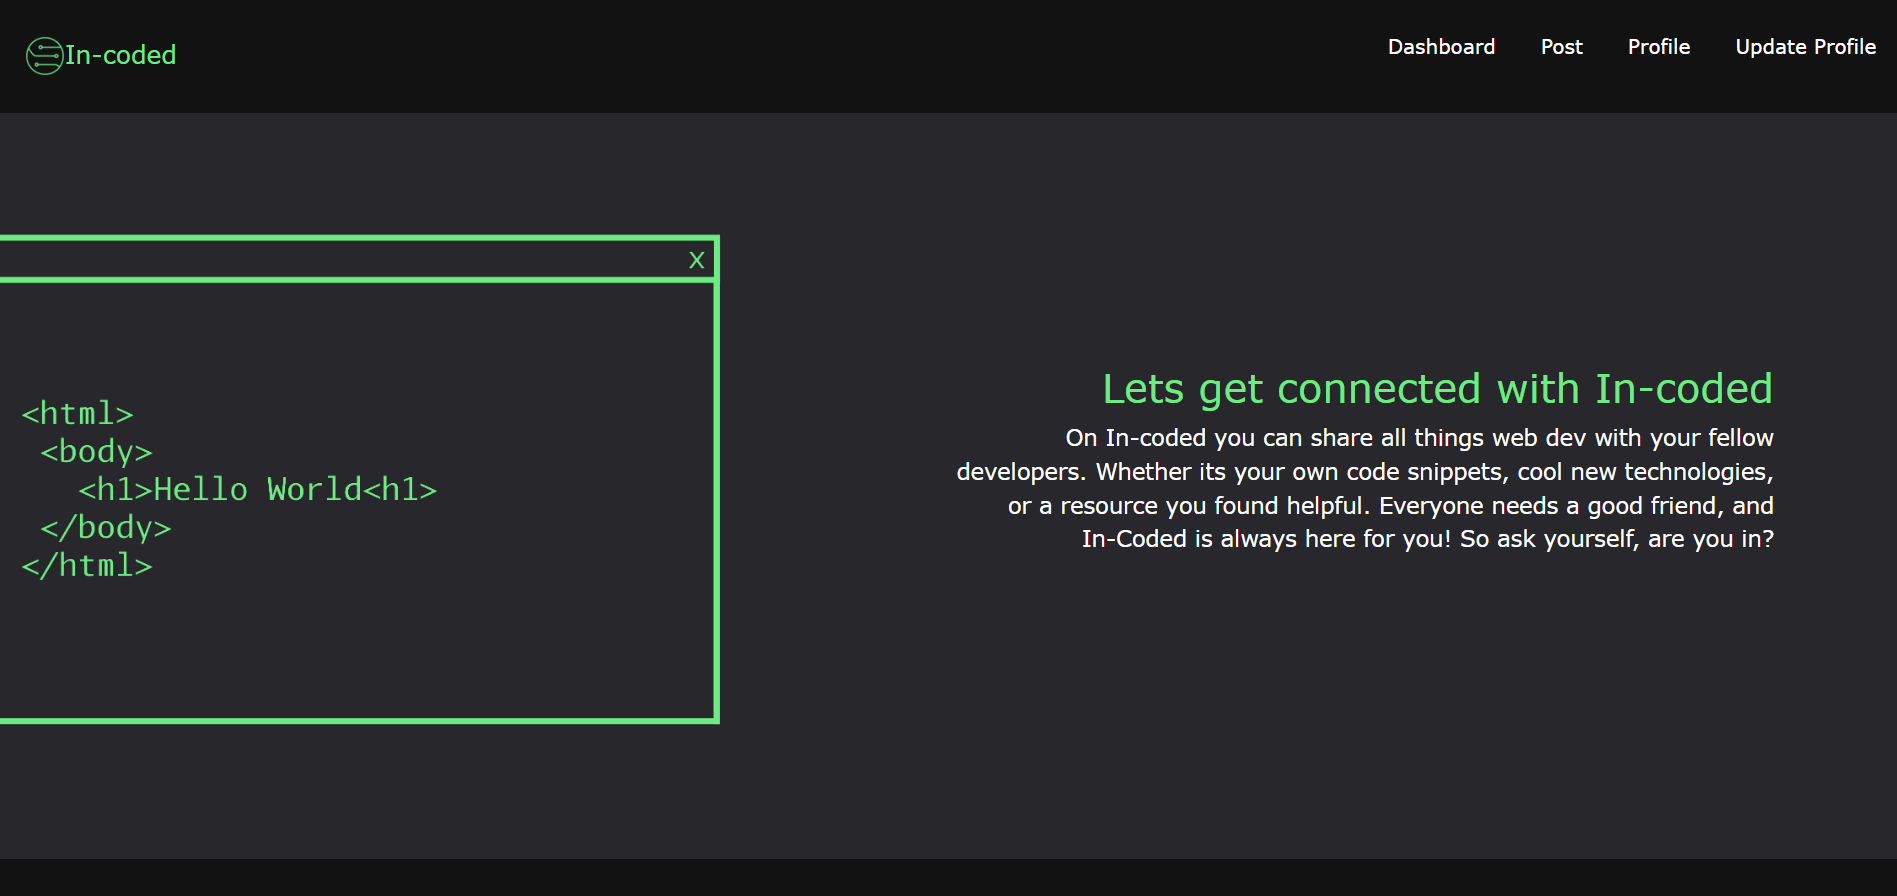 In-coded
Dashboard Post Profile Update Profile
X
<html>
<body>
<h1>Hello World<h1>
</body>
</html>
Lets get connected with In-coded
On In-coded you can share all things web dev with your fellow
developers. Whether its your own code snippets, cool new technologies,
or a resource you found helpful. Everyone needs a good friend, and
In-Coded is always here for you! So ask yourself, are you in?